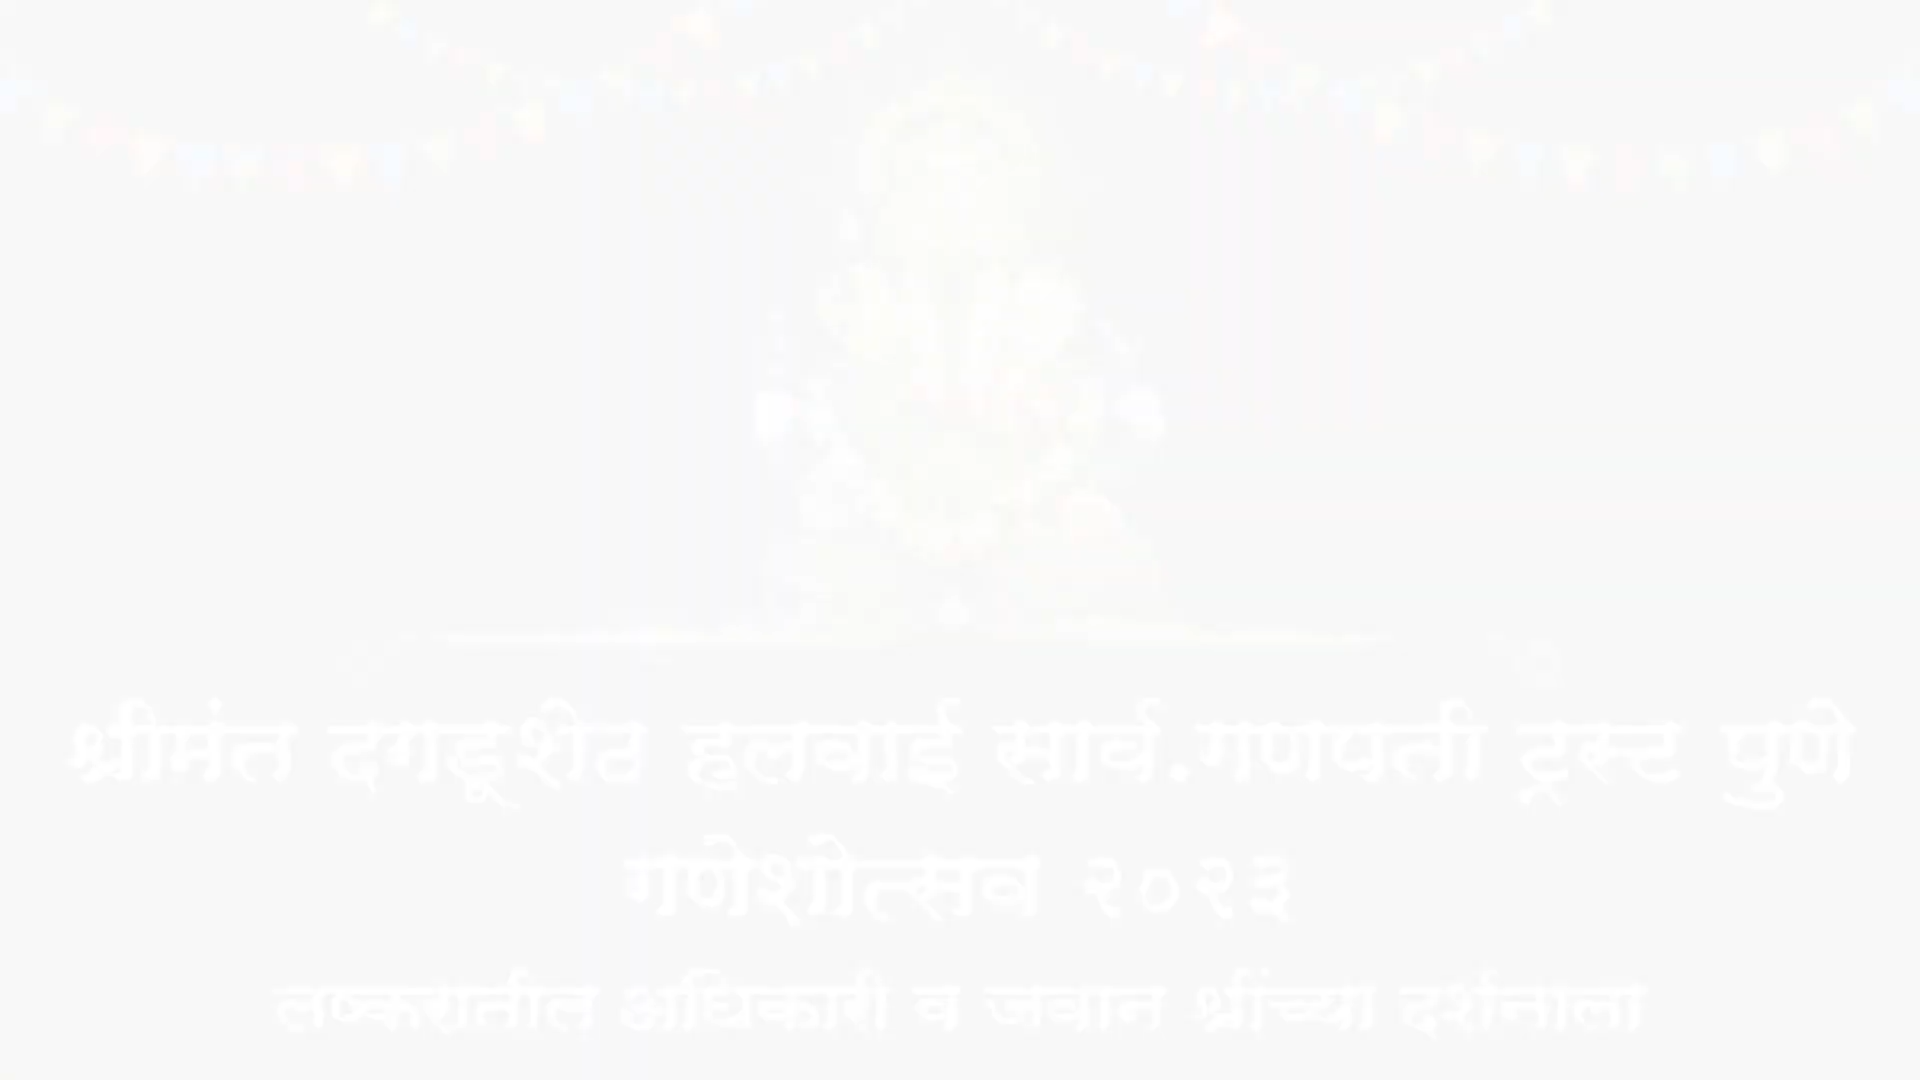 श्रीमंत दगडूशेठ हलवाई सार्व.गणपती ट्रस्ट पुणे
गणेशोत्सव २०२३
लष्करातील अधिकारी व जवान श्रींच्या दर्शनाला